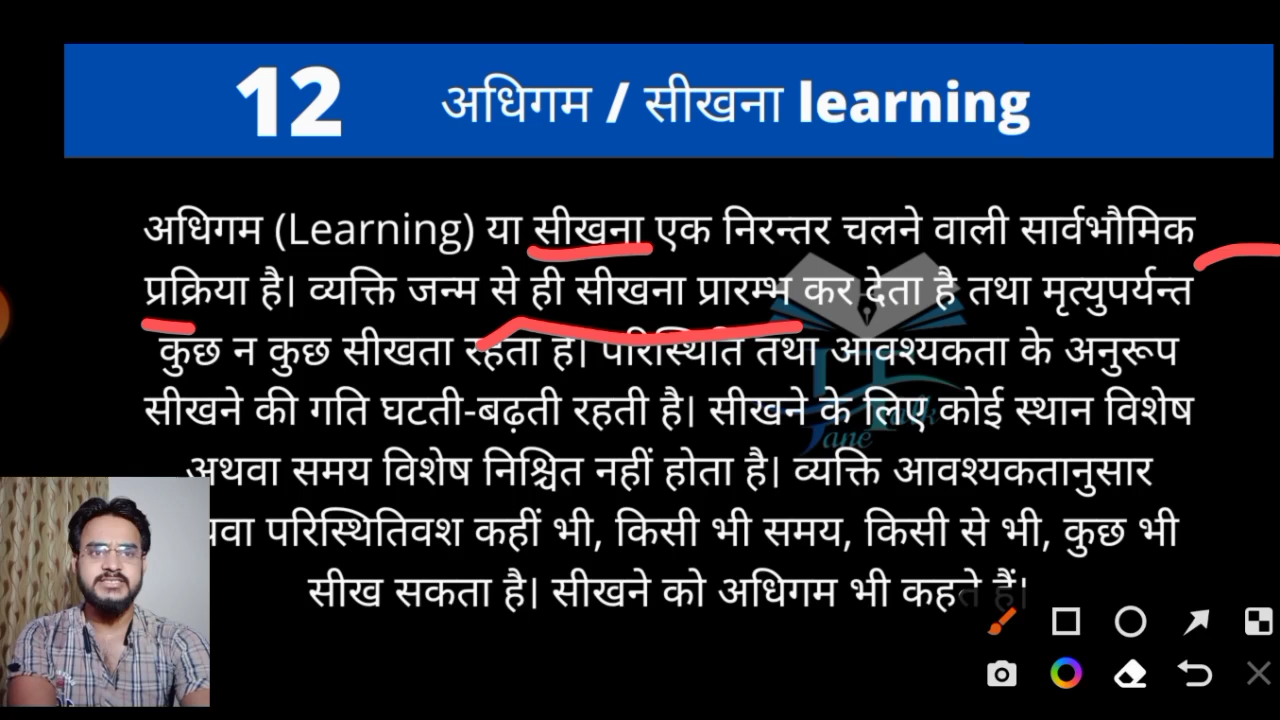 12 अधिगम / सीखना learning
अधिगम (Learning) या सीखना एक निरन्तर चलने वाली सार्वभौमिक
प्रक्रिया है। व्यक्ति जन्म से ही सीखना प्रारम्भ कर देता है तथा मृत्युपर्यन्त
कुछ न कुछ सीखता रहता है। परिस्थिति तथा आवश्यकता के अनुरूप
सीखने की गति घटती-बढ़ती रहती है। सीखने के लिए कोई स्थान विशेष
अथवा समय विशेष निश्चित नहीं होता है। व्यक्ति आवश्यकतानुसार
परिस्थितिवश कहीं भी, किसी भी समय, किसी से भी, कुछ भी
सीख सकता है। सीखने को अधिगम भी कहते हैं।